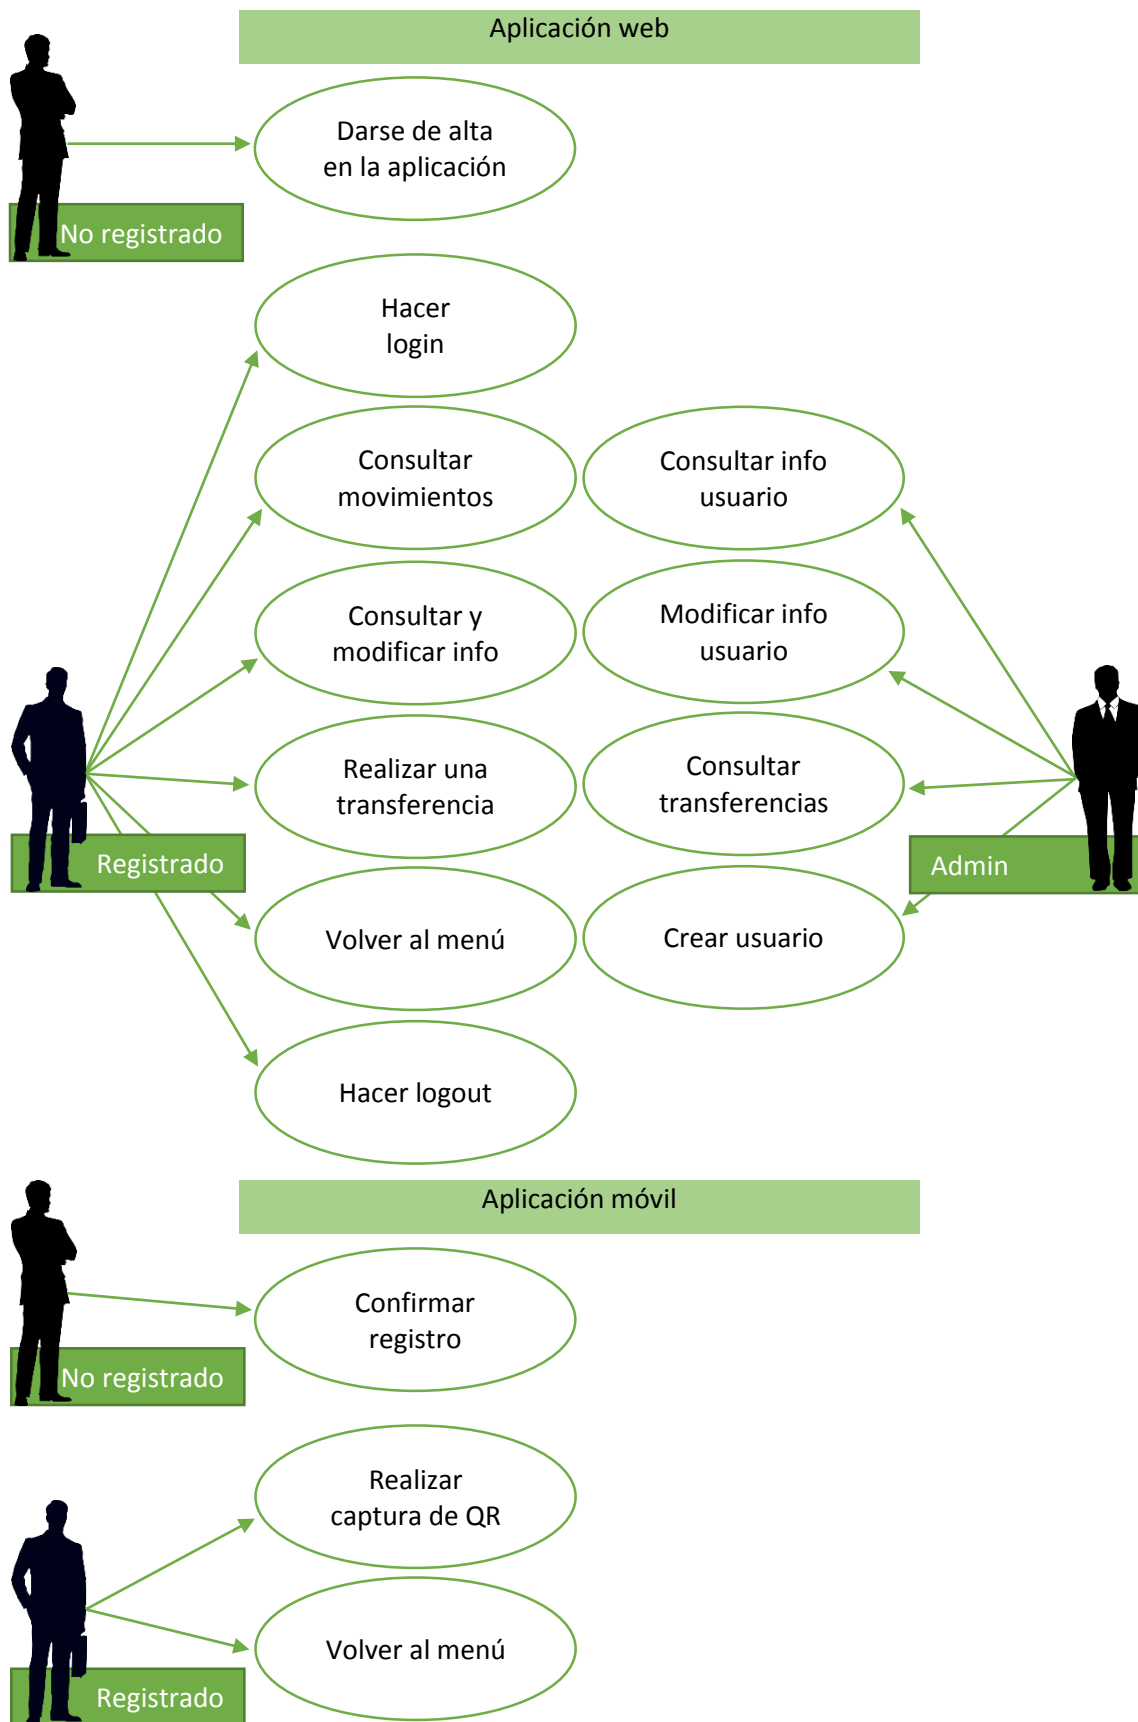 Aplicación web
Darse de alta
en la aplicación
No registrado
Hacer
login
Consultar
movimientos
Consultar info
usuario
Consultar y
modificar info
Modificar info
usuario
Realizar una
transferencia
Consultar
transferencias
Registrado
Admin
Volver al menú
Crear usuario
Hacer logout
Aplicación móvil
Confirmar
registro
No registrado
Realizar
captura de QR
Volver al menú
Registrado